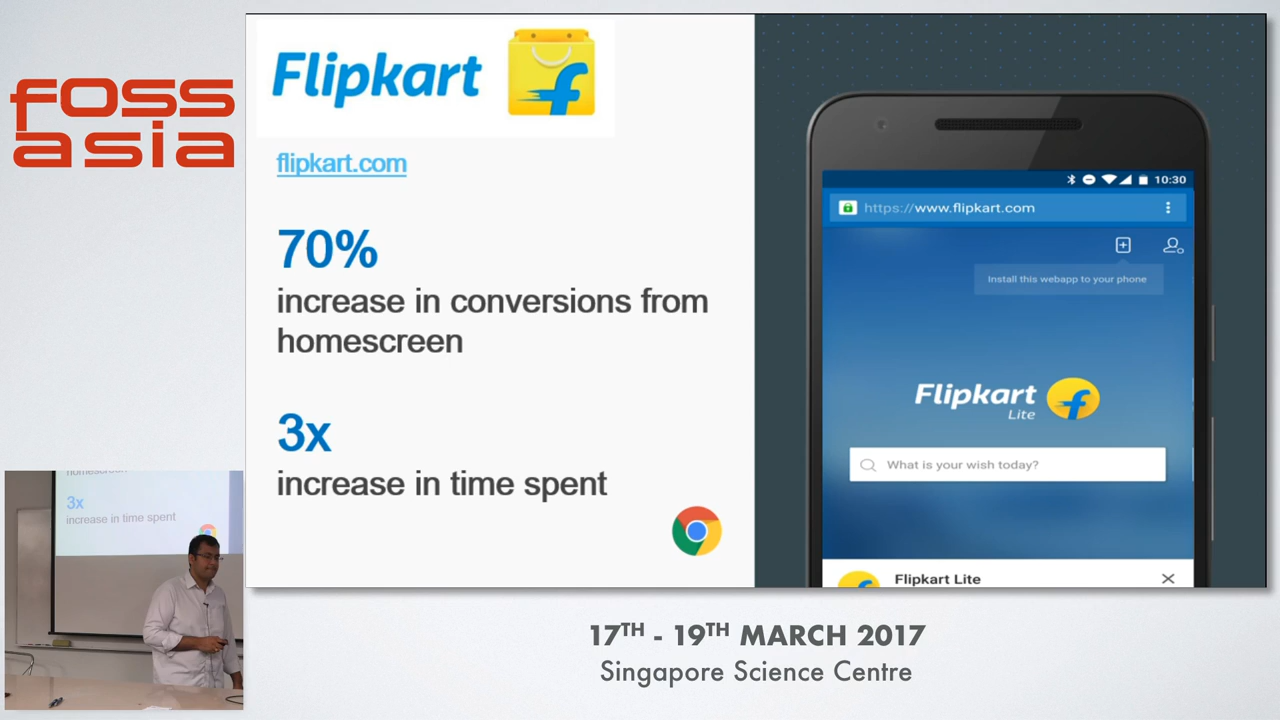 foss
asia
Flipkart
flipkart.com
70%
increase in conversions from
homescreen
3x
increase in time spent
10:30
https://www.flipkart.com
Install this webapp to your phone
Flipkart
Lite
What is your wish today?
Flipkart Lite
homescreen
3x
increase in time spent
17TH - 19TH MARCH 2017
Singapore Science Centre